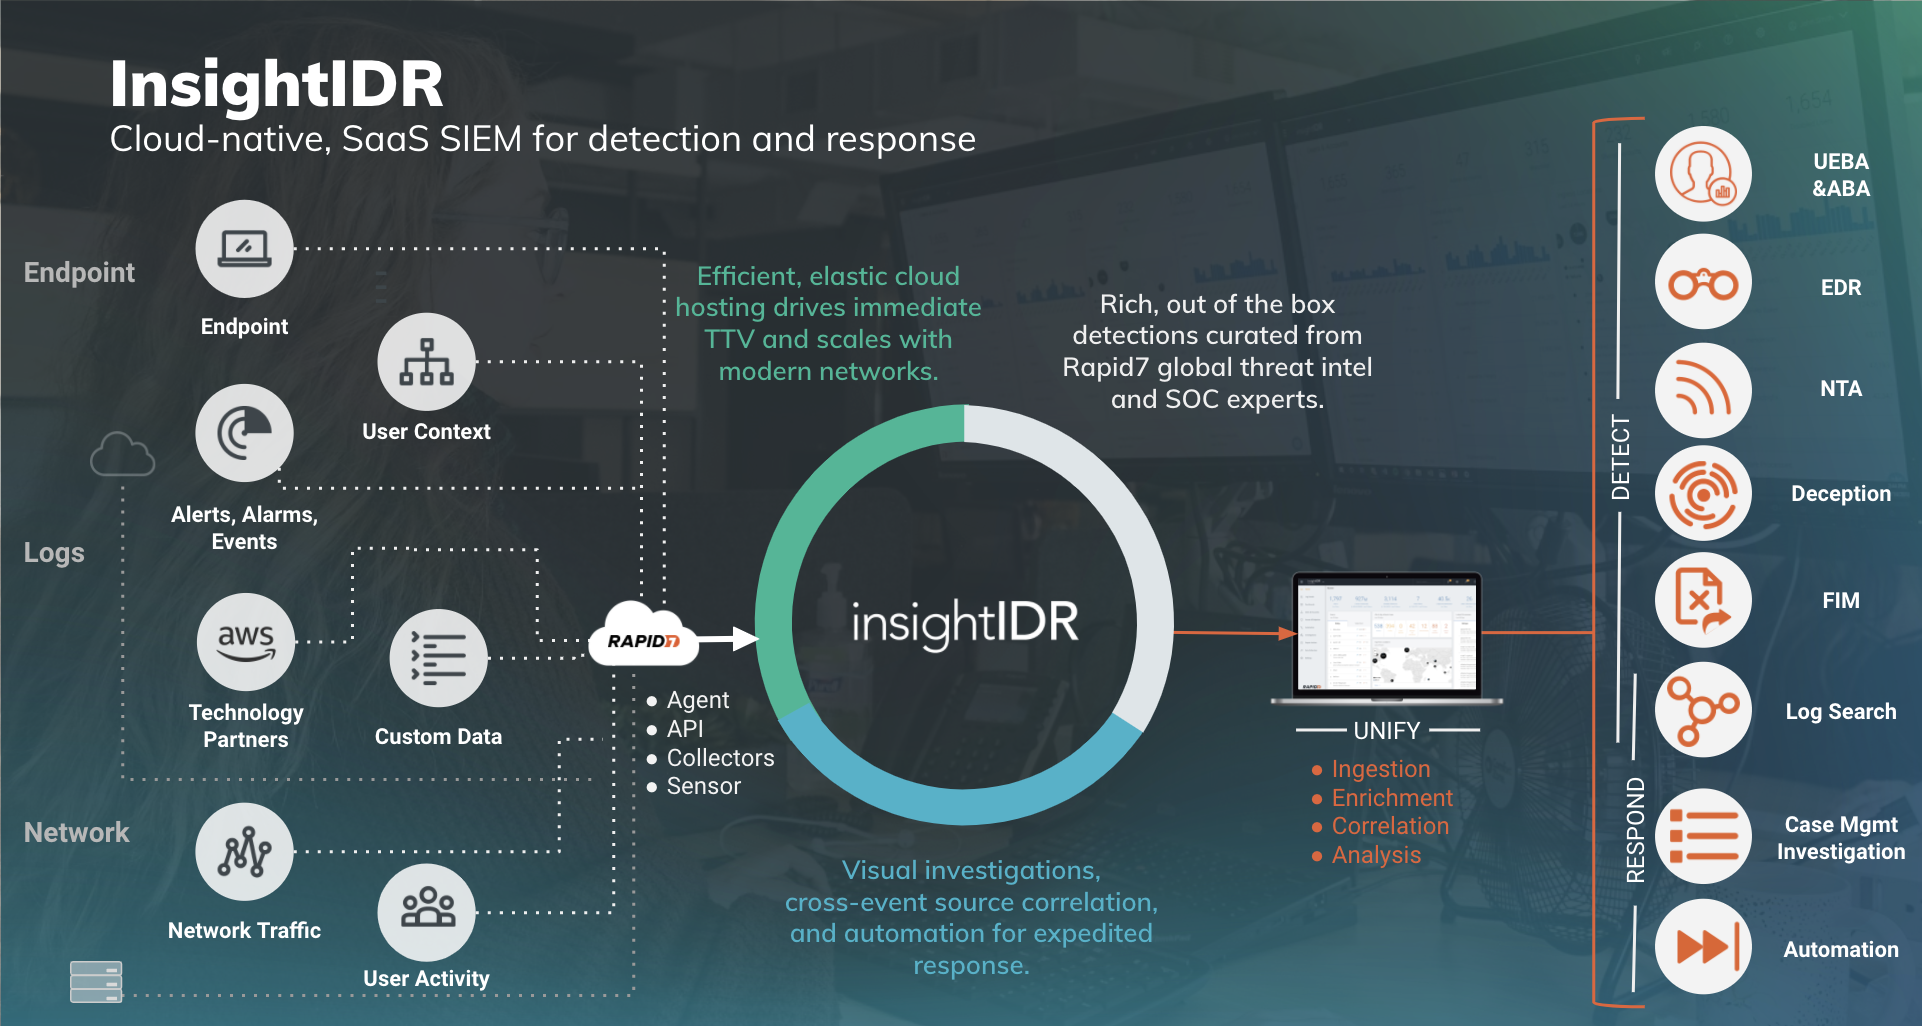 InsightIDR
Cloud-native, SaaS SIEM for detection and response
Endpoint
Endpoint
User Context
Alerts, Alarms,
Events
Logs
aws
Technology
Partners
Custom Data
Network
Network Traffic
User Activity
RAPID7
• Agent
• API
• Collectors
• Sensor
Efficient, elastic cloud
hosting drives immediate
TTV and scales with
modern networks.
Rich, out of the box
detections curated from
Rapid7 global threat intel
and SOC experts.
insightIDR
Visual investigations,
cross-event source correlation,
and automation for expedited
response.
UNIFY
• Ingestion
• Enrichment
• Correlation
• Analysis
DETECT
UEBA
&ABA
EDR
NTA
Deception
FIM
Log Search
RESPOND
Case Mgmt
Investigation
Automation